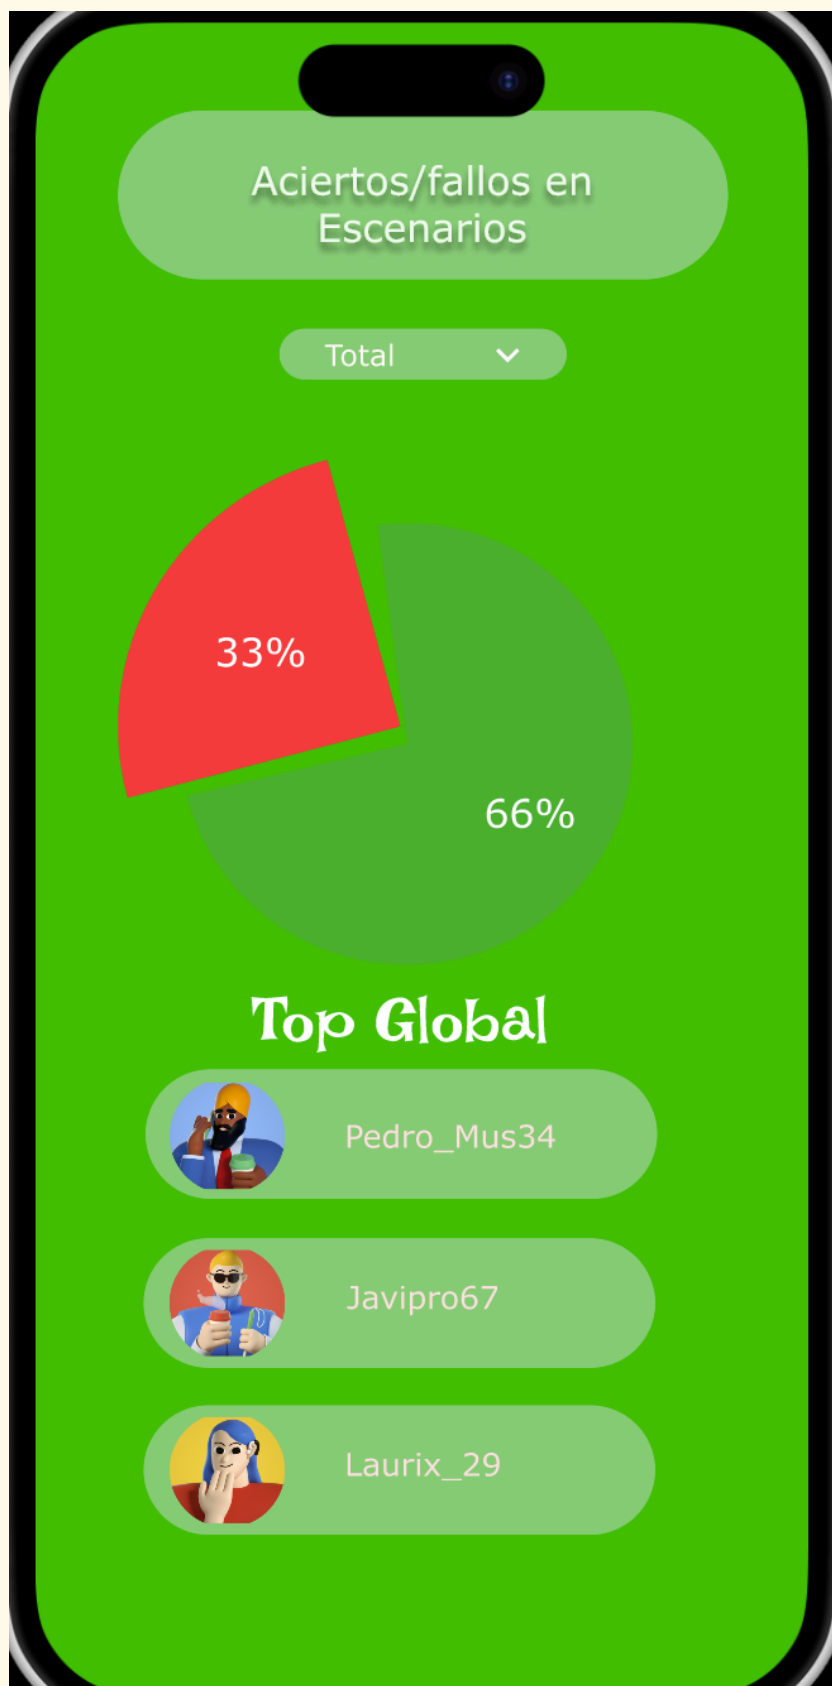 Aciertos/fallos en
Escenarios
Total
33%
66%
Top Global
Pedro_Mus34
Javipro67
Laurix_29